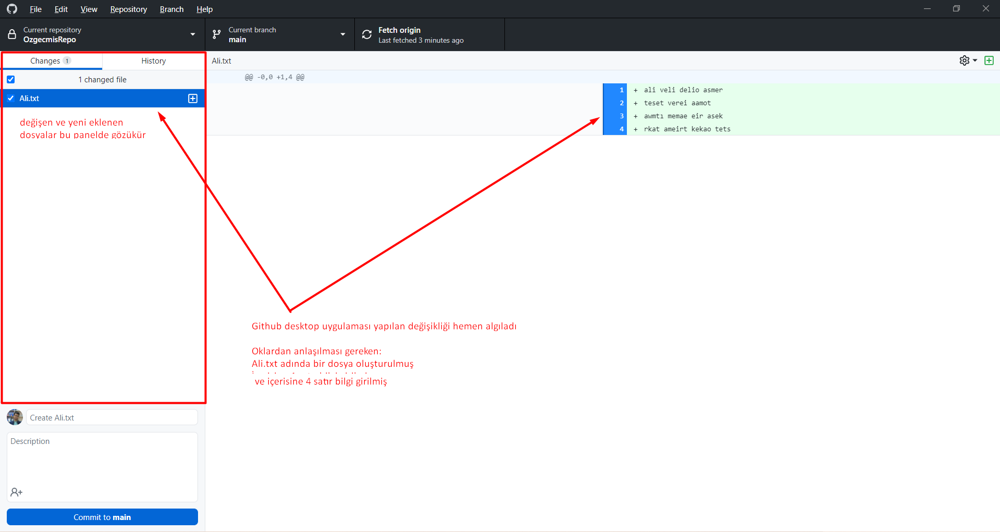 File Edit View Repository Branch Help
Current repository
OzgecmisRepo
Current branch
main
Fetch origin
Last fetched 3 minutes ago
Changes 1
History
Ali.txt
1 changed file
@@ -0,0 +1,4 @@
Ali.txt
1 + ali veli delio asmer
2 + teset verei aamot
3 + awmtı memae eir asek
4 + rkat ameirt kekao tets
değişen ve yeni eklenen
dosyalar bu panelde gözükür
Github desktop uygulaması yapılan değişikliği hemen algıladı
Oklardan anlaşılması gereken:
Ali.txt adında bir dosya oluşturulmuş
ve içerisine 4 satır bilgi girilmiş
Create Ali.txt
Description
Commit to main